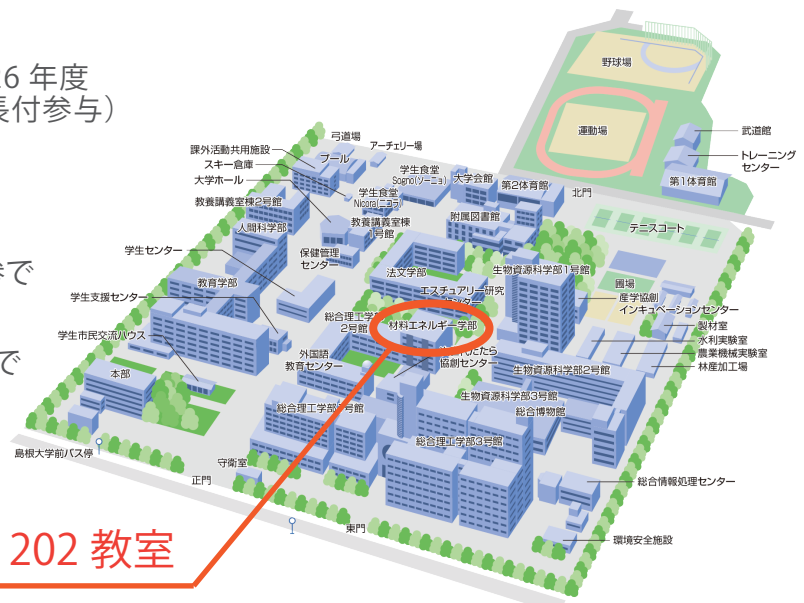 6 年度
長付参与）
で
で
202 教室
野球場
運動場
武道館
トレーニング
センター
第1体育館
弓道場
アーチェリー場
課外活動共用施設
プール
スキー倉庫
大学ホール
学生食堂
Sogno(ソーニョ)
大学会館
第2体育館
北門
学生食堂
Nicora(ニコラ)
教養講義室棟2号館
教養講義室棟
1号館
附属図書館
テニスコート
人間科学部
学生センター
保健管理
センター
法文学部
生物資源科学部1号館
教育学部
圃場
エスチュアリー研究
センター
産学協創
インキュベーションセンター
学生支援センター
総合理工学部
2号館
材料エネルギー学部
製材室
学生市民交流ハウス
水利実験室
農業機械実験室
林産加工場
外国語
教育センター
たたら
協創センター
生物資源科学部2号館
本部
生物資源科学部3号館
総合理工学部号館
総合博物館
総合理工学部3号館
島根大学前バス停
守衛室
正門
総合情報処理センター
東門
環境安全施設